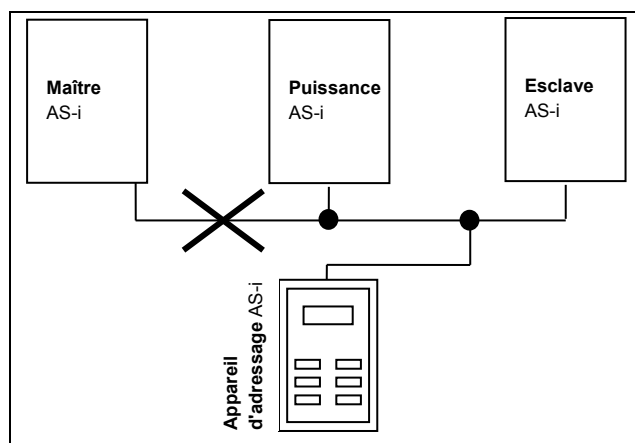 Maître
AS-i
Puissance
AS-i
Esclave
AS-i
Appareil
d'adressage AS-i